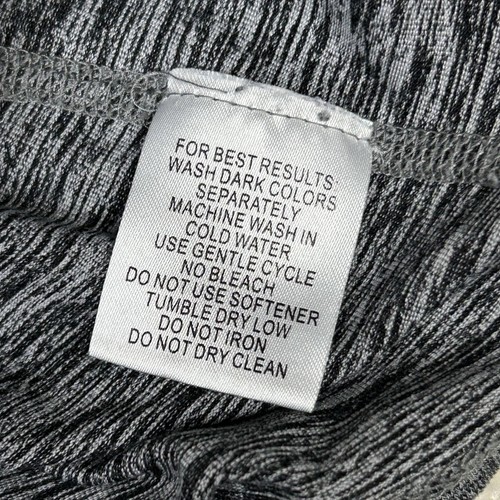 FOR BEST RESULTS:
WASH DARK COLORS
SEPARATELY
MACHINE WASH IN
COLD WATER
USE GENTLE CYCLE
NO BLEACH
DO NOT USE SOFTENER
TUMBLE DRY LOW
DO NOT IRON
DO NOT DRY CLEAN